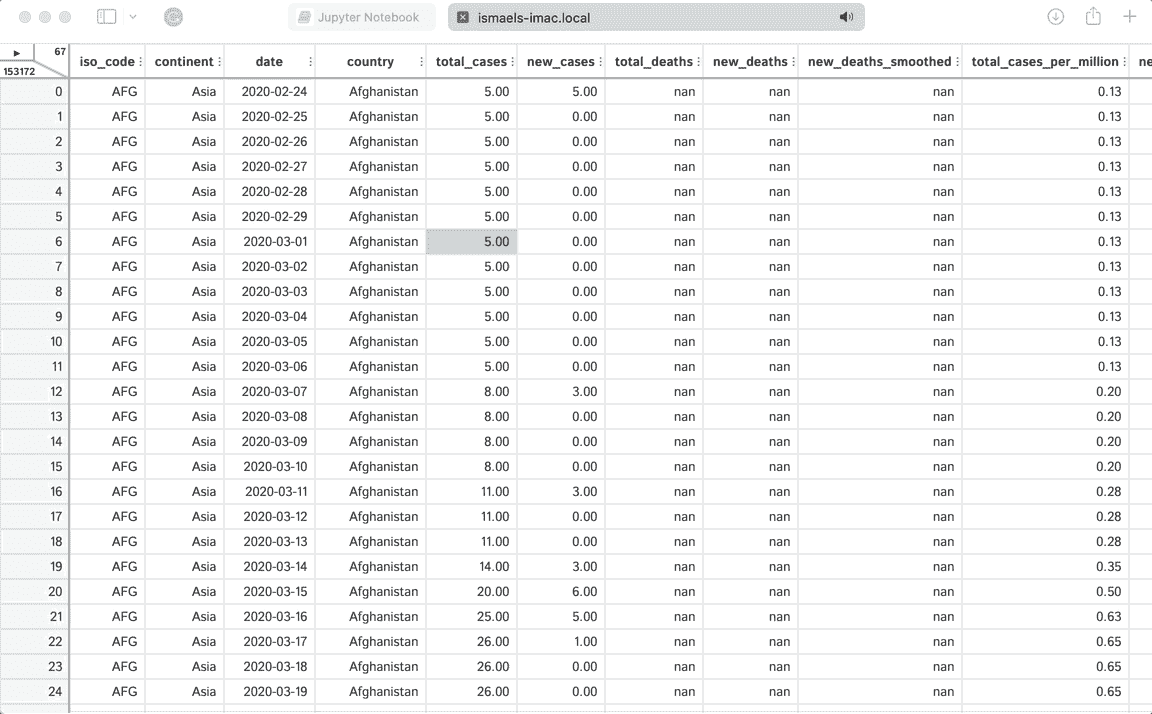 Jupyter Notebook ismaels-imac.local
67
153172
iso_code continent date country total_cases new_cases total_deaths new_deaths new_deaths_smoothed total_cases_per_million ne
0 AFG Asia 2020-02-24 Afghanistan 5.00 5.00 nan nan nan 0.13
1 AFG Asia 2020-02-25 Afghanistan 5.00 0.00 nan nan nan 0.13
2 AFG Asia 2020-02-26 Afghanistan 5.00 0.00 nan nan nan 0.13
3 AFG Asia 2020-02-27 Afghanistan 5.00 0.00 nan nan nan 0.13
4 AFG Asia 2020-02-28 Afghanistan 5.00 0.00 nan nan nan 0.13
5 AFG Asia 2020-02-29 Afghanistan 5.00 0.00 nan nan nan 0.13
6 AFG Asia 2020-03-01 Afghanistan 5.00 0.00 nan nan nan 0.13
7 AFG Asia 2020-03-02 Afghanistan 5.00 0.00 nan nan nan 0.13
8 AFG Asia 2020-03-03 Afghanistan 5.00 0.00 nan nan nan 0.13
9 AFG Asia 2020-03-04 Afghanistan 5.00 0.00 nan nan nan 0.13
10 AFG Asia 2020-03-05 Afghanistan 5.00 0.00 nan nan nan 0.13
11 AFG Asia 2020-03-06 Afghanistan 5.00 0.00 nan nan nan 0.13
12 AFG Asia 2020-03-07 Afghanistan 8.00 3.00 nan nan nan 0.20
13 AFG Asia 2020-03-08 Afghanistan 8.00 0.00 nan nan nan 0.20
14 AFG Asia 2020-03-09 Afghanistan 8.00 0.00 nan nan nan 0.20
15 AFG Asia 2020-03-10 Afghanistan 8.00 0.00 nan nan nan 0.20
16 AFG Asia 2020-03-11 Afghanistan 11.00 3.00 nan nan nan 0.28
17 AFG Asia 2020-03-12 Afghanistan 11.00 0.00 nan nan nan 0.28
18 AFG Asia 2020-03-13 Afghanistan 11.00 0.00 nan nan nan 0.28
19 AFG Asia 2020-03-14 Afghanistan 14.00 3.00 nan nan nan 0.35
20 AFG Asia 2020-03-15 Afghanistan 20.00 6.00 nan nan nan 0.50
21 AFG Asia 2020-03-16 Afghanistan 25.00 5.00 nan nan nan 0.63
22 AFG Asia 2020-03-17 Afghanistan 26.00 1.00 nan nan nan 0.65
23 AFG Asia 2020-03-18 Afghanistan 26.00 0.00 nan nan nan 0.65
24 AFG Asia 2020-03-19 Afghanistan 26.00 0.00 nan nan nan 0.65